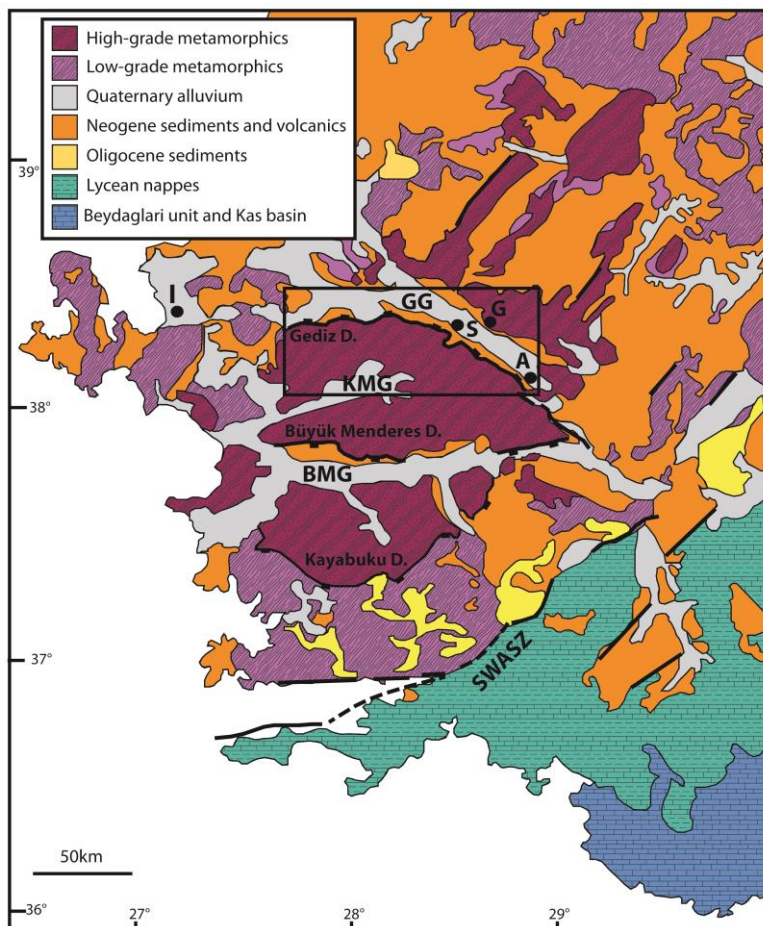 High-grade metamorphics
Low-grade metamorphics
Quaternary alluvium
Neogene sediments and volcanics
Oligocene sediments
Lycean nappes
Beydaglari unit and Kas basin
39°
I
GG
G
S
Gediz D.
A
KMG
38°
Büyük Menderes D.
BMG
Kayabuku D.
37°
SWASZ
50km
36°
27°
28°
29°